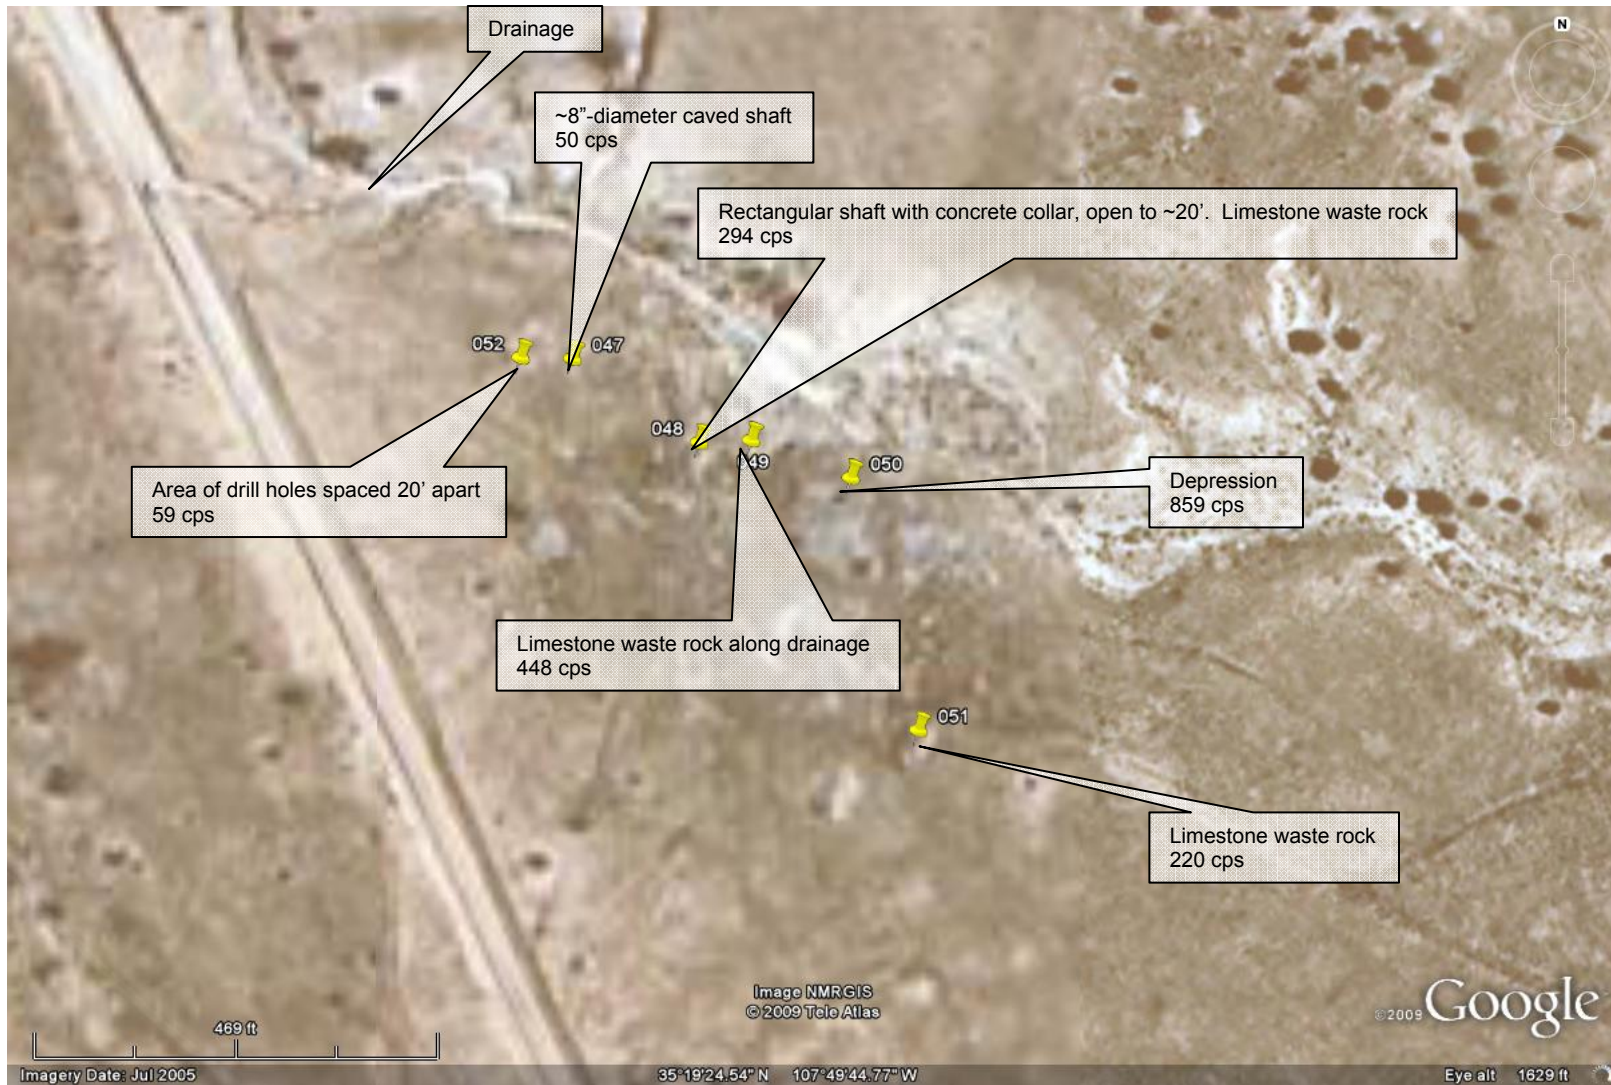 N
Drainage
~8”-diameter caved shaft
50 cps
Rectangular shaft with concrete collar, open to ~20’.  Limestone waste rock
294 cps
052
047
048
49
050
Area of drill holes spaced 20’ apart
59 cps
Depression
859 cps
Limestone waste rock along drainage
448 cps
051
Limestone waste rock
220 cps
Image NMRGIS
© 2009 Tele Atlas
©2009 Google
469 ft
Imagery Date: Jul 2005
35°19'24.54" N 107°49'44.77" W
Eye alt 1629 ft